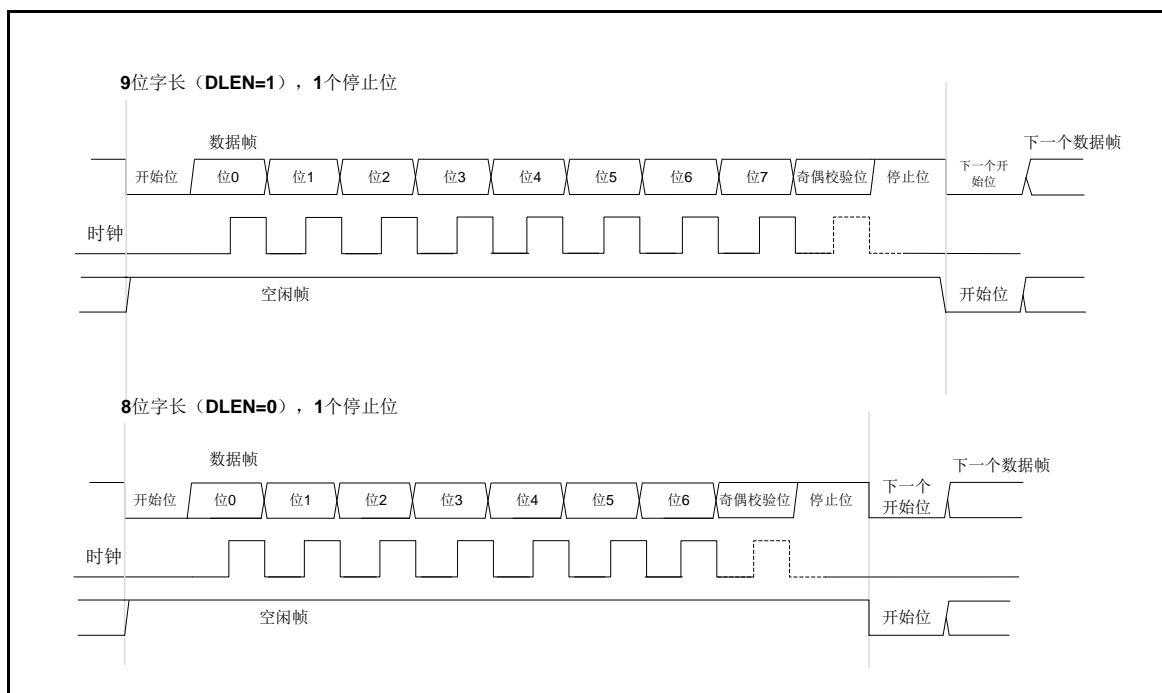 9位字长（DLEN=1），1个停止位
数据帧
下一个数据帧
开始位
位0
位1
位2
位3
位4
位5
位6
位7
奇偶校验位
停止位
下一个开
始位
时钟
空闲帧
开始位
8位字长（DLEN=0），1个停止位
数据帧
下一个数据帧
开始位
位0
位1
位2
位3
位4
位5
位6
奇偶校验位
停止位
下一个
开始位
时钟
空闲帧
开始位